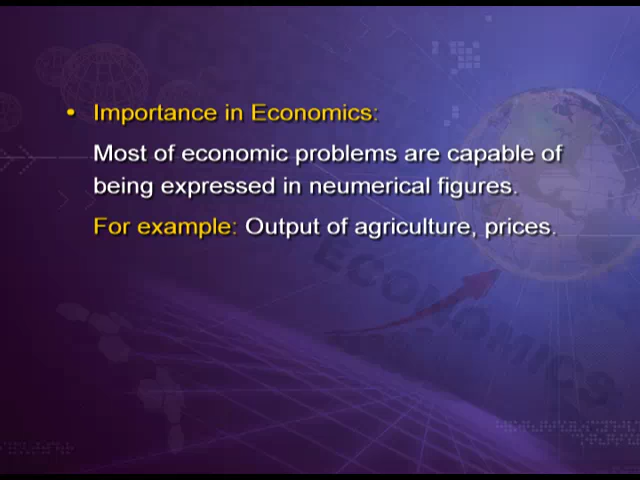 • Importance in Economics:
Most of economic problems are capable of
being expressed in neumerical figures.
For example: Output of agriculture, prices.
ECONOMICS